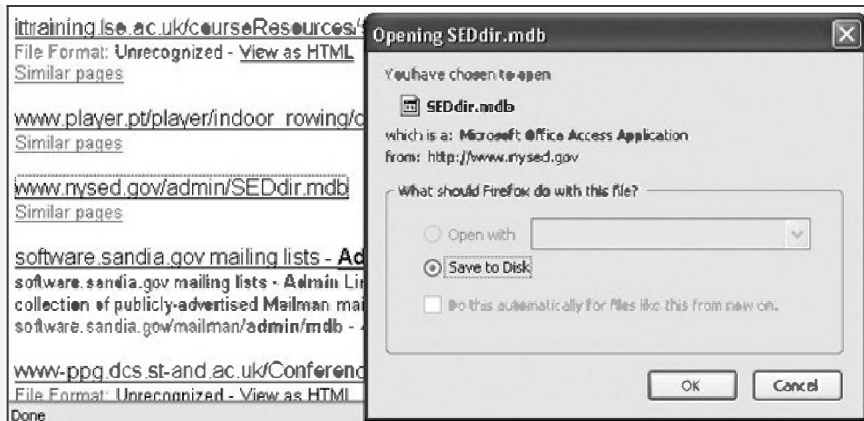 ittraining.lse.ac.uk/courseResources/
File Format: Unrecognized - View as HTML
Similar pages
www.player.pt/player/indoor_rowing/
Similar pages
www.nysed.gov/admin/SEDdir.mdb
Similar pages
software.sandia.gov mailing lists - Ad
software.sandia.gov mailing lists - Admin Li
collection of publicly-advertised Mailman mai
software.sandia.gov/mailman/admin/mdb -
www-ppg.dcs.st-and.ac.uk/Conferenc
File Format: Unrecognized - View as HTML
Done
Opening SEDdir.mdb
You have chosen to open
SEDdir.mdb
which is a: Microsoft Office Access Application
from: http://www.nysed.gov
What should Firefox do with this file?
Open with
Save to Disk
Do this automatically for files like this from now on.
OK
Cancel